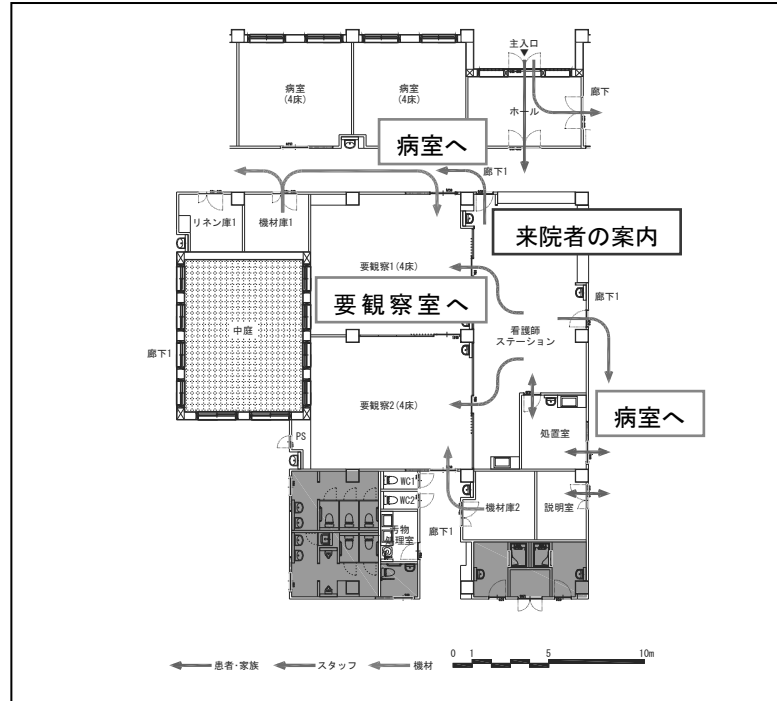 主入口
病室
(4床)
病室
(4床)
廊下
ホール
病室へ
廊下1
リネン庫1
機材庫1
来院者の案内
要観察1(4床)
要観察室へ
廊下1
中庭
看護師
ステーション
廊下1
要観察2(4床)
病室へ
処置室
PS
WC1
WC2
機材庫2
説明室
汚物
処理室
廊下1
0 1 5 10m
患者・家族 スタッフ 機材